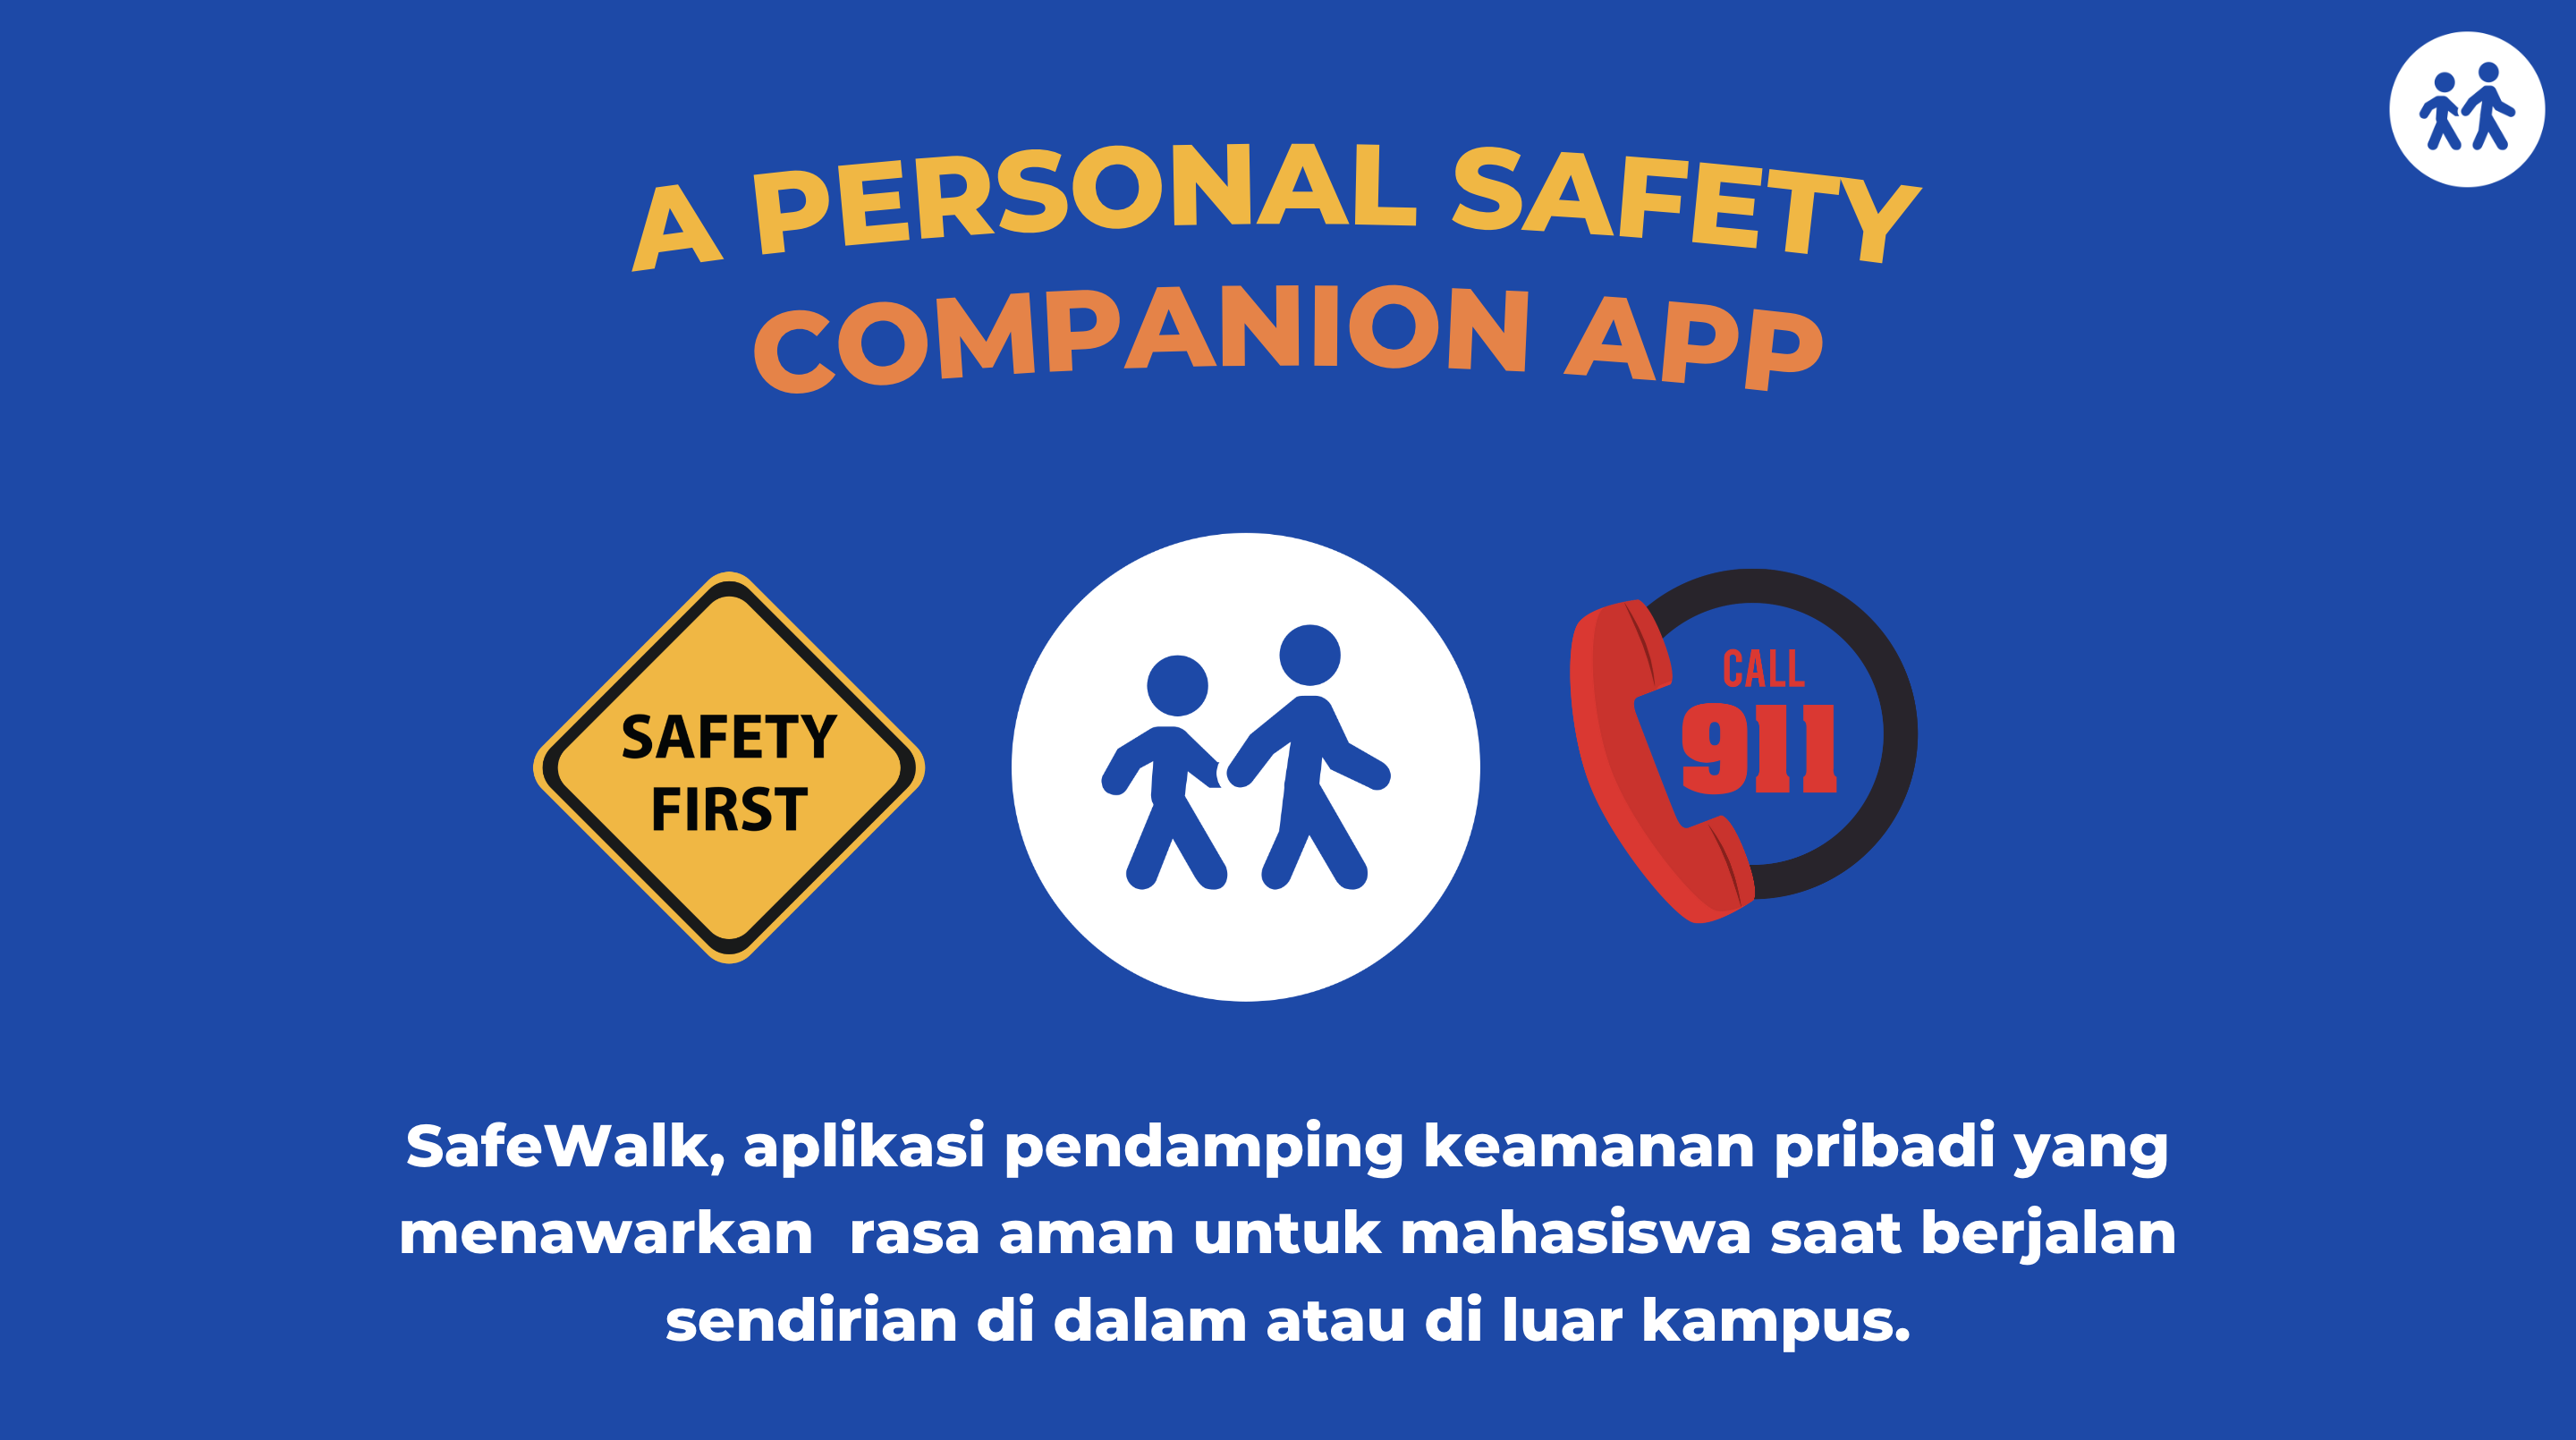 A PERSONAL SAFETY
COMPANION APP
SAFETY
FIRST
CALL
911
SafeWalk, aplikasi pendamping keamanan pribadi yang
menawarkan  rasa aman untuk mahasiswa saat berjalan
sendirian di dalam atau di luar kampus.